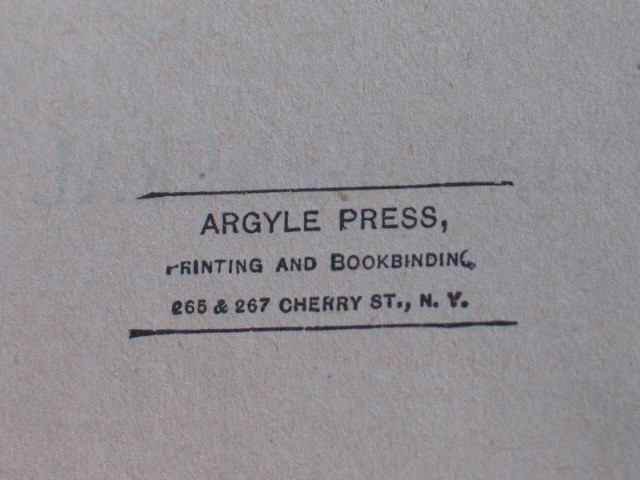 ARGYLE PRESS,
PRINTING AND BOOKBINDING,
265 & 267 CHERRY ST., N. Y.